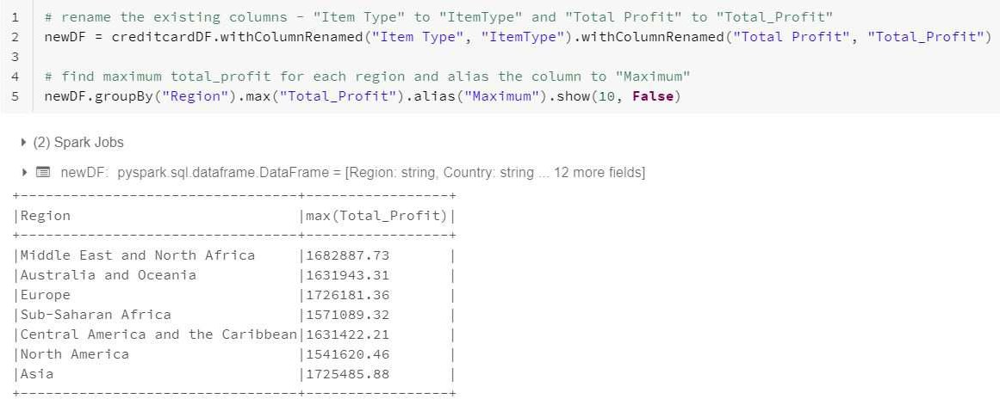 1 # rename the existing columns - "Item Type" to "ItemType" and "Total Profit" to "Total_Profit"
2 newDF = creditcardDF.withColumnRenamed("Item Type", "ItemType").withColumnRenamed("Total Profit", "Total_Profit")
3
4 # find maximum total_profit for each region and alias the column to "Maximum"
5 newDF.groupBy("Region").max("Total_Profit").alias("Maximum").show(10, False)
(2) Spark Jobs
newDF: pyspark.sql.dataframe.DataFrame = [Region: string, Country: string ... 12 more fields]
+---------------------------------+-----------------+
|Region                           |max(Total_Profit)|
+---------------------------------+-----------------+
|Middle East and North Africa     |1682887.73       |
|Australia and Oceania            |1631943.31       |
|Europe                           |1726181.36       |
|Sub-Saharan Africa               |1571089.32       |
|Central America and the Caribbean|1631422.21       |
|North America                    |1541620.46       |
|Asia                             |1725485.88       |
+---------------------------------+-----------------+